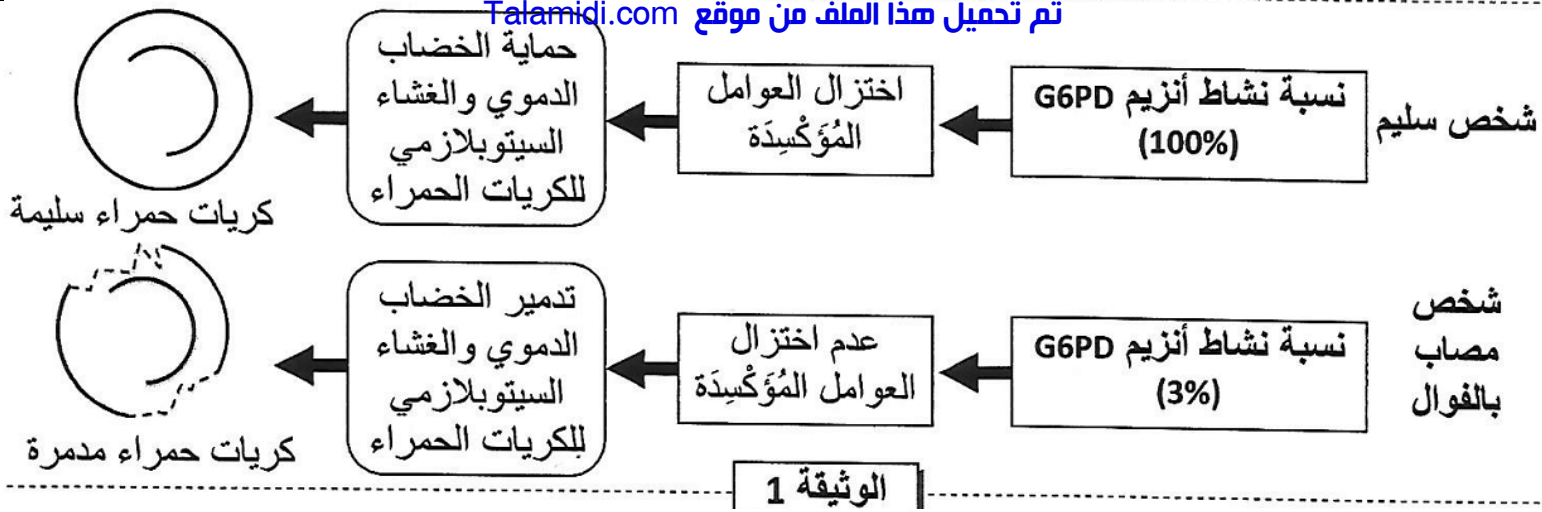 تم تحميل هذا الملف من موقع Talamidi.com
شخص سليم
نسبة نشاط أنزيم G6PD
(100%)
اختزال العوامل
المُؤَكْسِدَة
حماية الخضاب
الدموي والغشاء
السيتوبلازمي
للكريات الحمراء
كريات حمراء سليمة
شخص
مصاب
بالفوال
نسبة نشاط أنزيم G6PD
(3%)
عدم اختزال
العوامل المُؤَكْسِدَة
تدمير الخضاب
الدموي والغشاء
السيتوبلازمي
للكريات الحمراء
كريات حمراء مدمرة
الوثيقة 1